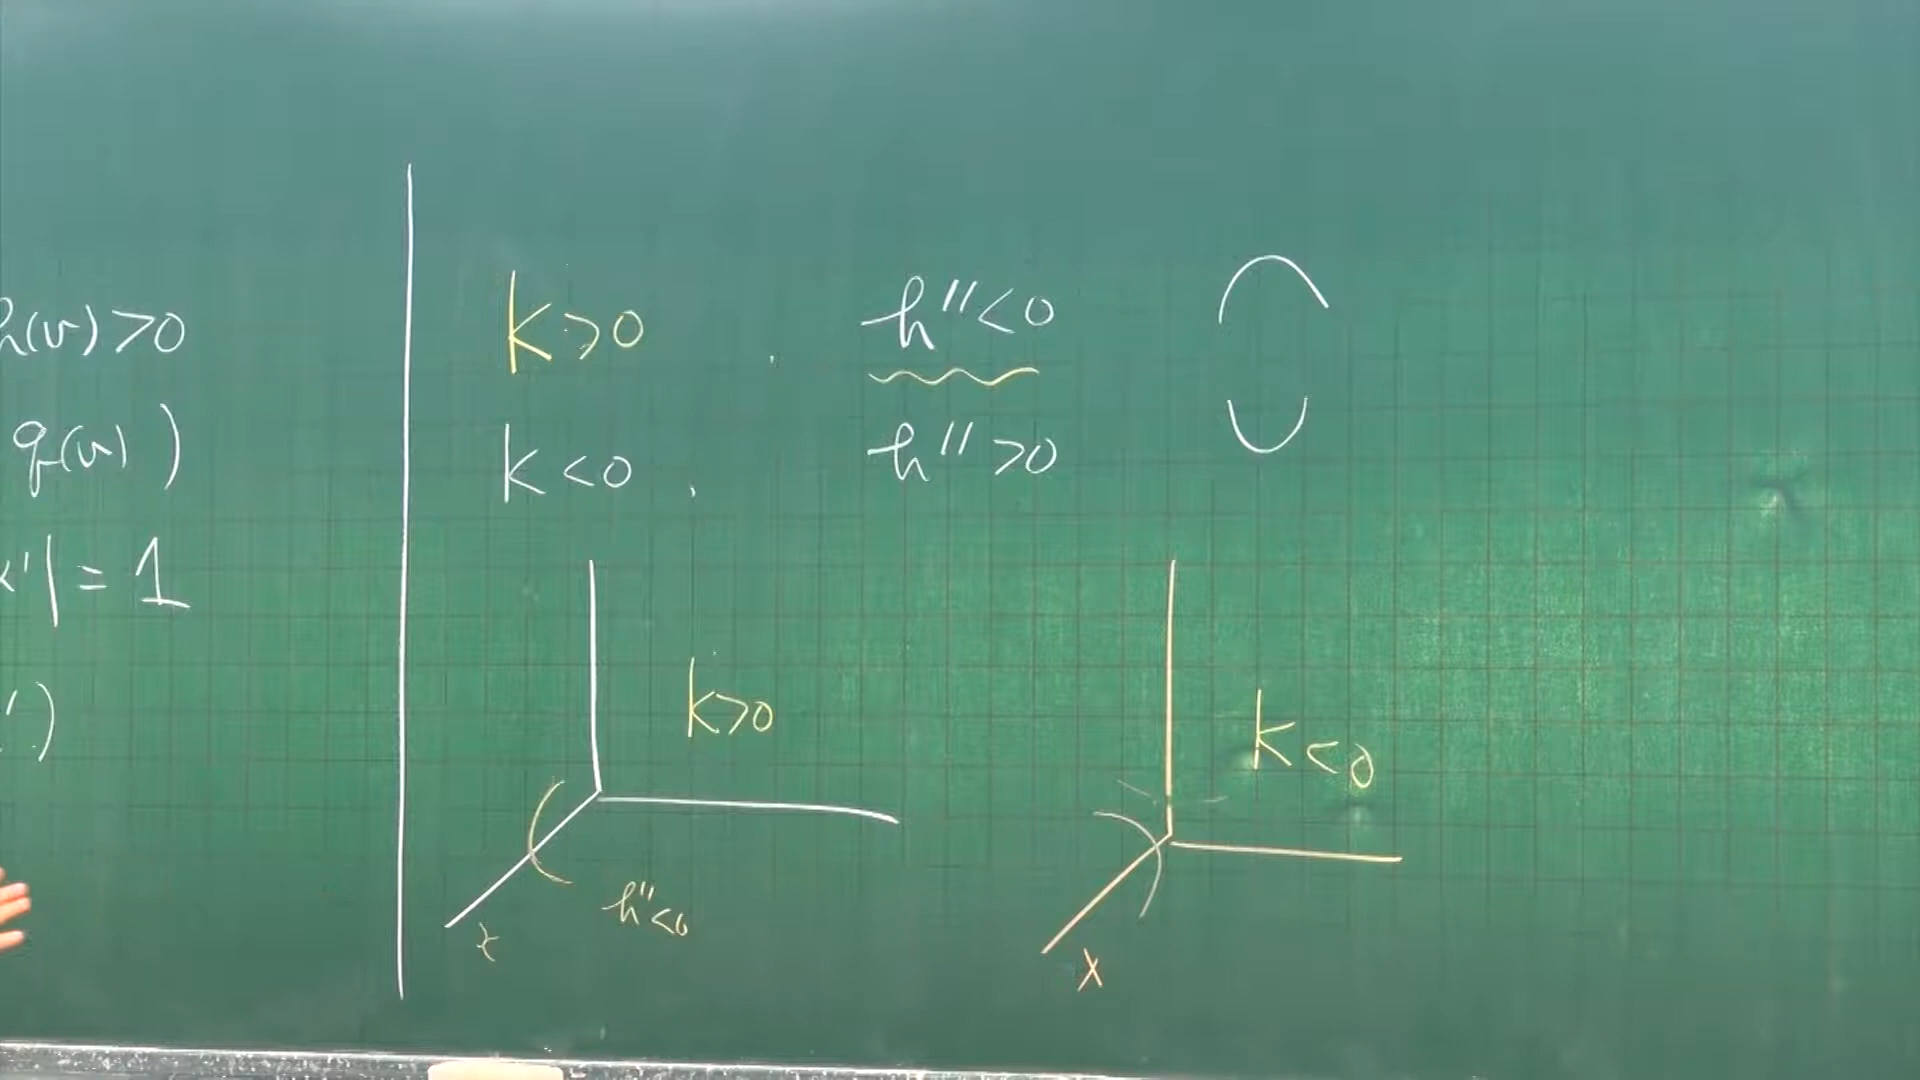 h(v)>0
g(v))
'|=1
')
K>0 . h''<0
K<0 . h''>0
K>0
h''<0
x
K<0
x